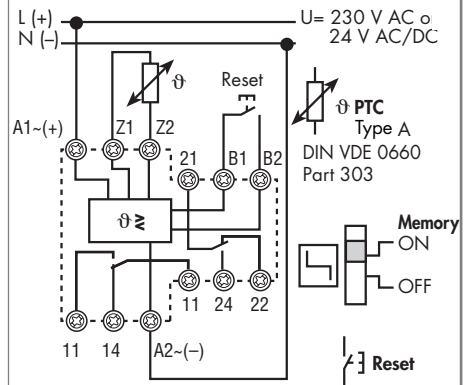 L (+)
N (–)
U= 230 V AC o
24 V AC/DC
ϑ
Reset
A1~(+) Z1 Z2
21 B1 B2
ϑ PTC
Type A
DIN VDE 0660
Part 303
ϑ ≷
Memory
ON
OFF
11 24 22
11 14 A2~(–)
Reset